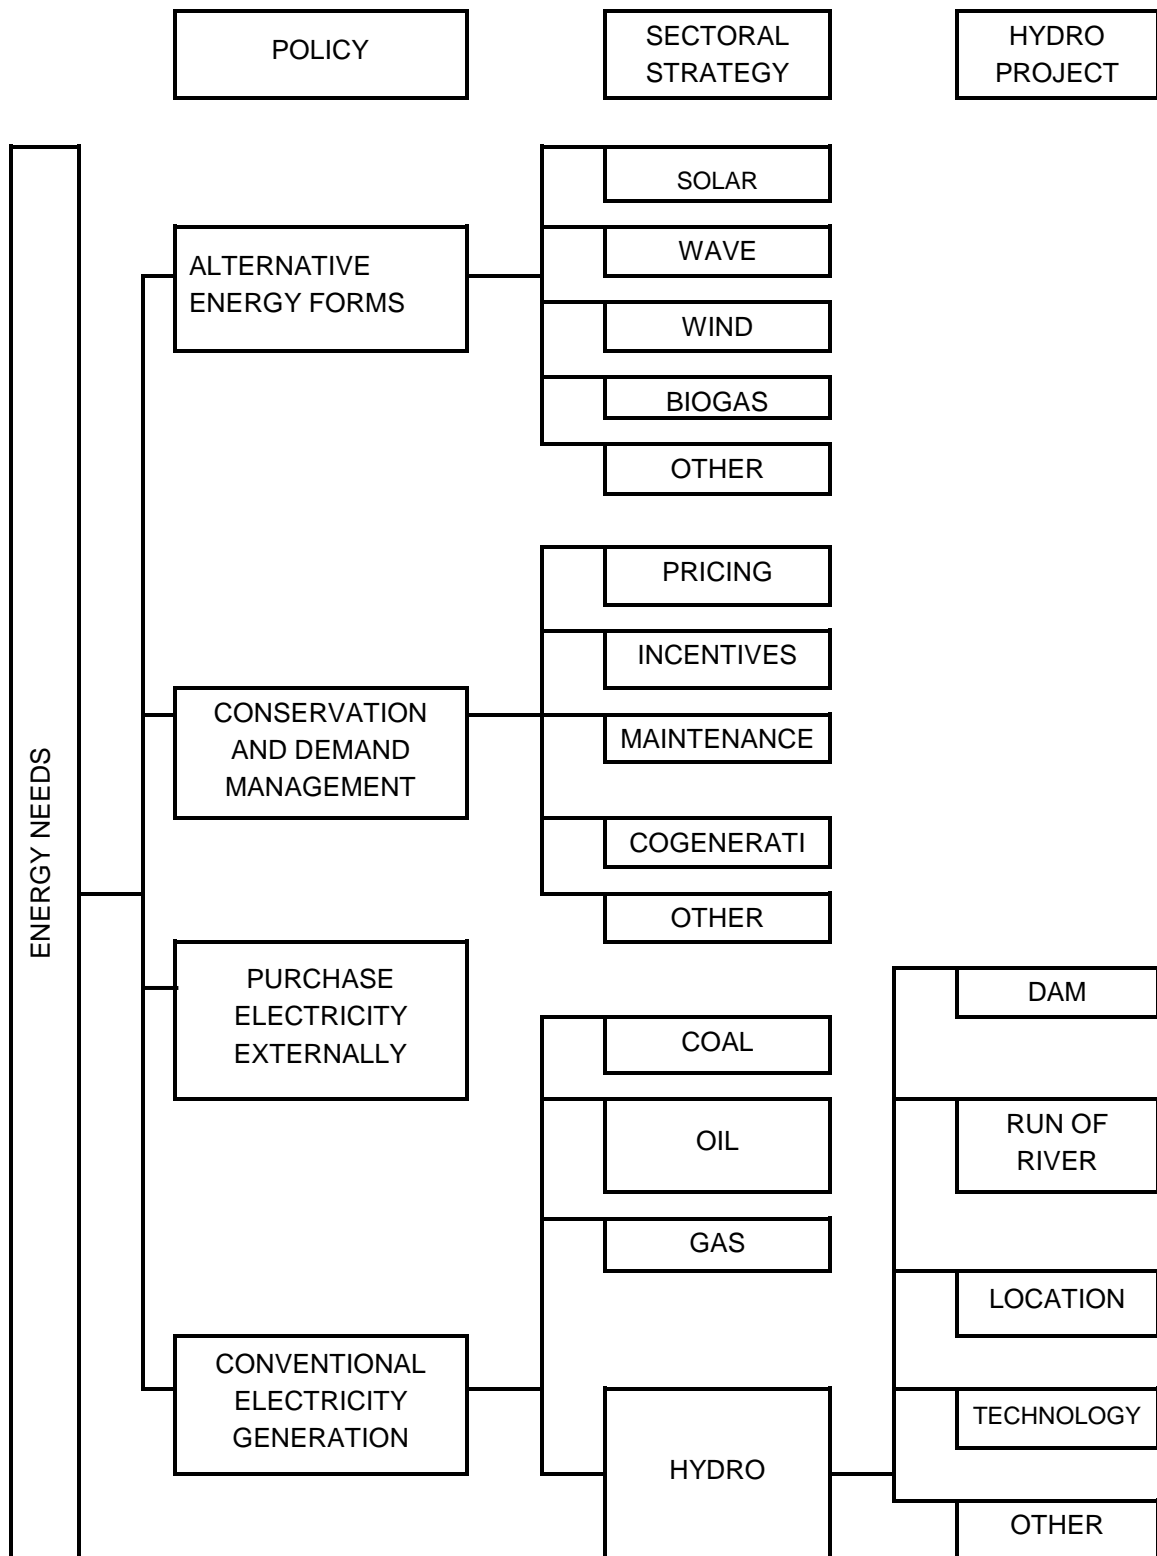 POLICY
SECTORAL
STRATEGY
HYDRO
PROJECT
ENERGY NEEDS
ALTERNATIVE
ENERGY FORMS
SOLAR
WAVE
WIND
BIOGAS
OTHER
CONSERVATION
AND DEMAND
MANAGEMENT
PRICING
INCENTIVES
MAINTENANCE
COGENERATI
OTHER
PURCHASE
ELECTRICITY
EXTERNALLY
CONVENTIONAL
ELECTRICITY
GENERATION
COAL
OIL
GAS
HYDRO
DAM
RUN OF
RIVER
LOCATION
TECHNOLOGY
OTHER